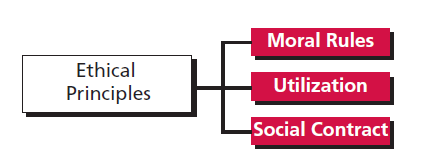 Ethical
Principles
Moral Rules
Utilization
Social Contract